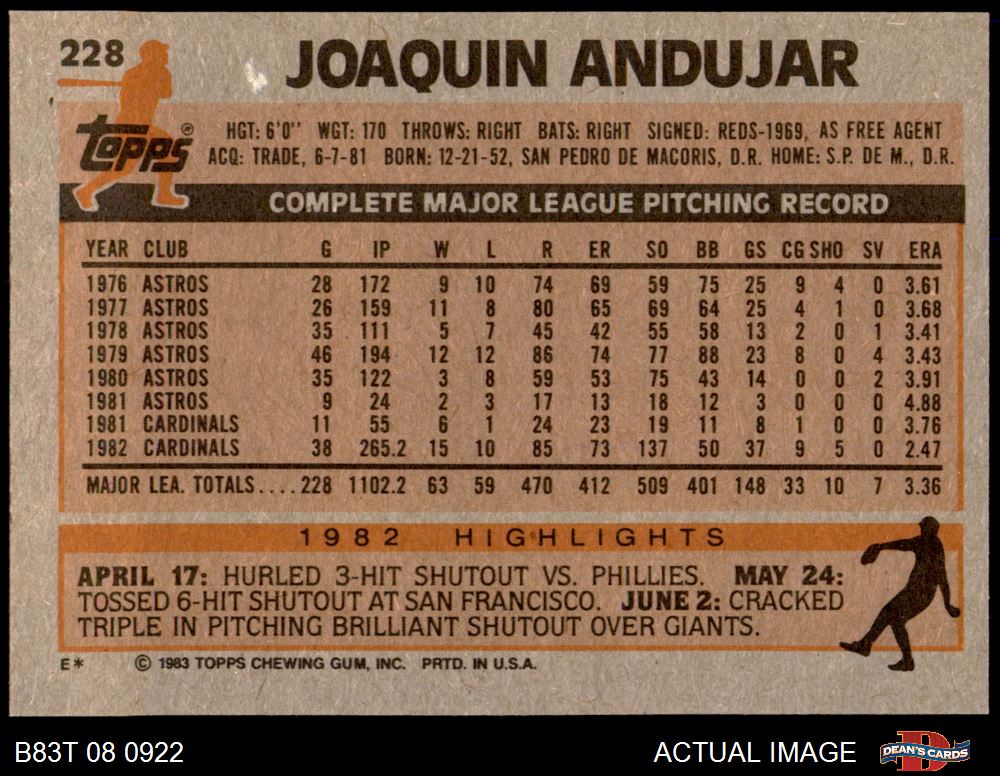 228 JOAQUIN ANDUJAR
Topps®
HGT: 6'0" WGT: 170 THROWS: RIGHT BATS: RIGHT SIGNED: REDS-1969, AS FREE AGENT
ACQ: TRADE, 6-7-81 BORN: 12-21-52, SAN PEDRO DE MACORIS, D.R. HOME: S.P. DE M., D.R.
COMPLETE MAJOR LEAGUE PITCHING RECORD
YEAR CLUB G IP W L R ER SO BB GS CG SHO SV ERA
1976 ASTROS 28 172 9 10 74 69 59 75 25 9 4 0 3.61
1977 ASTROS 26 159 11 8 80 65 69 64 25 4 1 0 3.68
1978 ASTROS 35 111 5 7 45 42 55 58 13 2 0 1 3.41
1979 ASTROS 46 194 12 12 86 74 77 88 23 8 0 4 3.43
1980 ASTROS 35 122 3 8 59 53 75 43 14 0 0 2 3.91
1981 ASTROS 9 24 2 3 17 13 18 12 3 0 0 0 4.88
1981 CARDINALS 11 55 6 1 24 23 19 11 8 1 0 0 3.76
1982 CARDINALS 38 265.2 15 10 85 73 137 50 37 9 5 0 2.47
MAJOR LEA. TOTALS.... 228 1102.2 63 59 470 412 509 401 148 33 10 7 3.36
1982 HIGHLIGHTS
APRIL 17: HURLED 3-HIT SHUTOUT VS. PHILLIES. MAY 24:
TOSSED 6-HIT SHUTOUT AT SAN FRANCISCO. JUNE 2: CRACKED
TRIPLE IN PITCHING BRILLIANT SHUTOUT OVER GIANTS.
E* © 1983 TOPPS CHEWING GUM, INC. PRTD. IN U.S.A.
B83T 08 0922 ACTUAL IMAGE DEAN'S CARDS